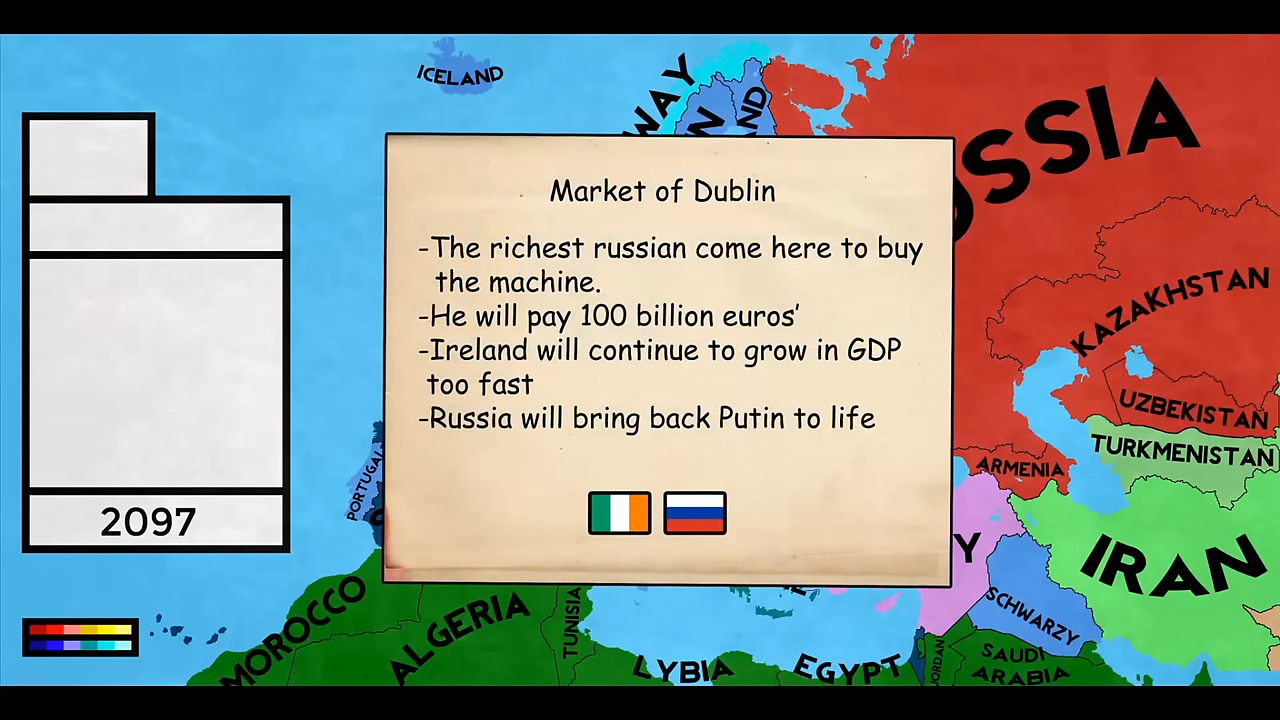 ICELAND
WAY
N
AND
SSIA
Market of Dublin
-The richest russian come here to buy
the machine.
-He will pay 100 billion euros'
-Ireland will continue to grow in GDP
too fast
-Russia will bring back Putin to life
KAZAKHSTAN
UZBEKISTAN
TURKMENISTAN
ARMENIA
PORTUGAL
2097
Y
IRAN
SCHWARZY
MOROCCO
ALGERIA
TUNISIA
LYBIA
EGYPT
JORDAN
SAUDI
ARABIA